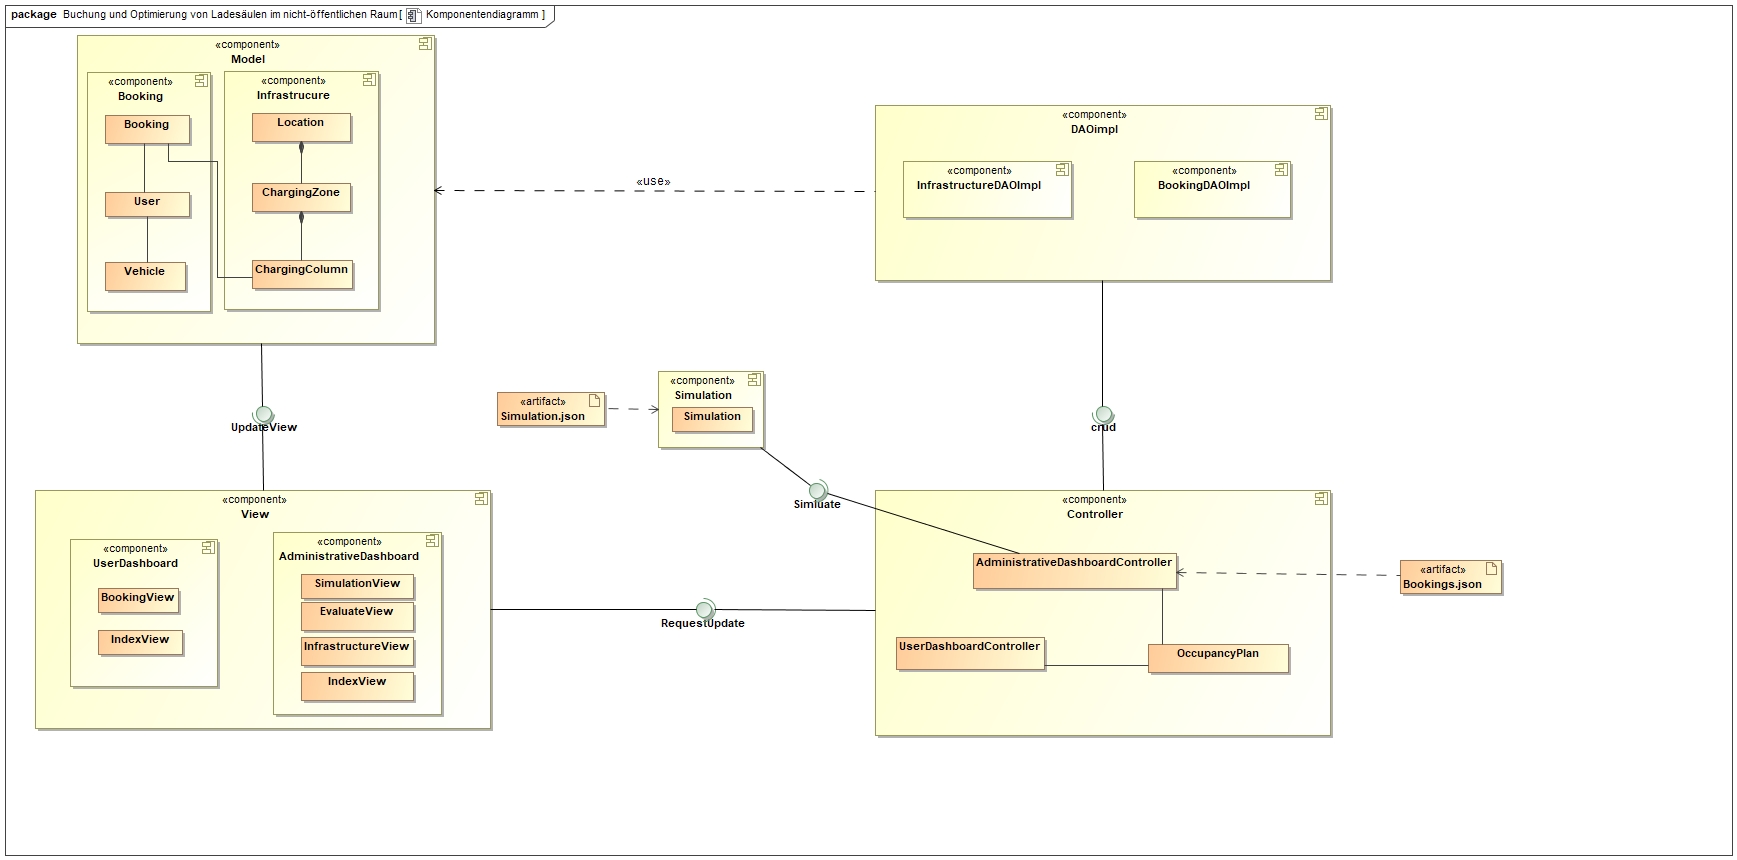 package Buchung und Optimierung von Ladesäulen im nicht-öffentlichen Raum [ Komponentendiagramm ]
«component»
Model
«component»
Booking
Booking
User
Vehicle
«component»
Infrastrucure
Location
ChargingZone
ChargingColumn
«use»
«component»
DAOimpl
«component»
InfrastructureDAOImpl
«component»
BookingDAOImpl
UpdateView
«artifact»
Simulation.json
«component»
Simulation
Simulation
Simluate
crud
«component»
View
«component»
UserDashboard
BookingView
IndexView
«component»
AdministrativeDashboard
SimulationView
EvaluateView
InfrastructureView
IndexView
RequestUpdate
«component»
Controller
AdministrativeDashboardController
UserDashboardController
OccupancyPlan
«artifact»
Bookings.json